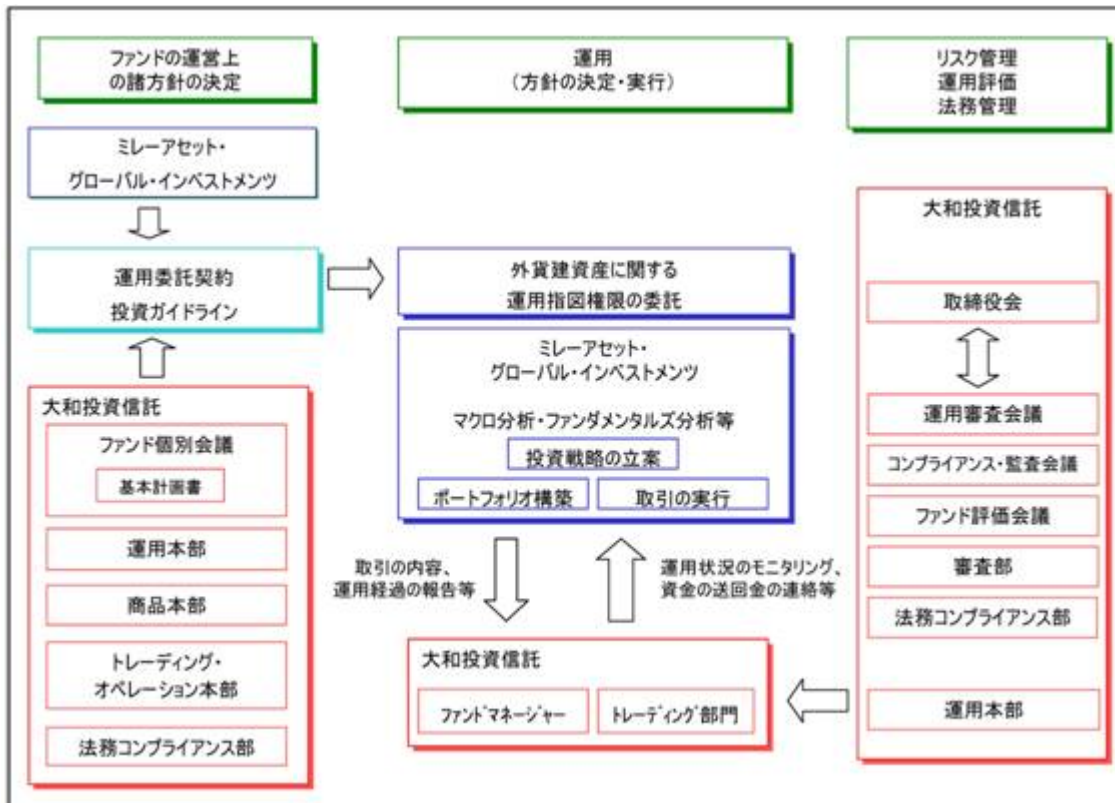 ファンドの運営上
の諸方針の決定
運用
(方針の決定・実行)
リスク管理
運用評価
法務管理
ミレーアセット・
グローバル・インベストメンツ
運用委託契約
投資ガイドライン
大和投資信託
ファンド個別会議
基本計画書
運用本部
商品本部
トレーディング・
オペレーション本部
法務コンプライアンス部
外貨建資産に関する
運用指図権限の委託
ミレーアセット・
グローバル・インベストメンツ
マクロ分析・ファンダメンタルズ分析等
投資戦略の立案
ポートフォリオ構築
取引の実行
取引の内容、
運用経過の報告等
運用状況のモニタリング、
資金の送回金の連絡等
大和投資信託
ファンドマネージャー
トレーディング部門
大和投資信託
取締役会
運用審査会議
コンプライアンス・監査会議
ファンド評価会議
審査部
法務コンプライアンス部
運用本部